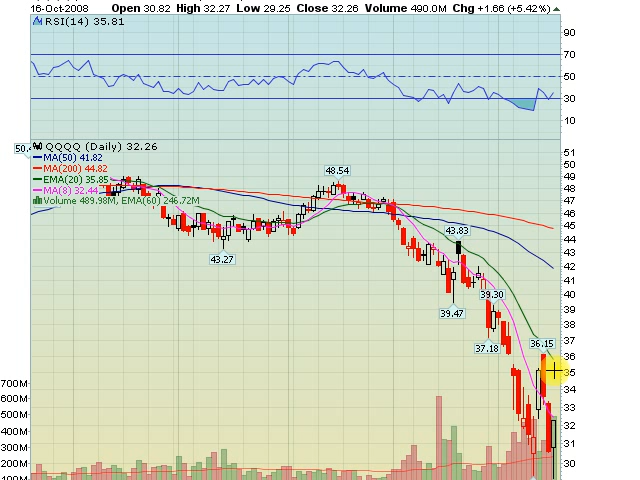 16-Oct-2008 Open 30.82 High 32.27 Low 29.25 Close 32.26 Volume 490.0M Chg +1.66 (+5.42%)
RSI(14) 35.81
90
70
50
30
10
50.
QQQQ (Daily) 32.26
MA(50) 41.82
MA(200) 44.82
EMA(20) 35.85
MA(8) 32.44
Volume 489.98M, EMA(60) 246.72M
51
50
49
48
47
46
45
44
43
42
41
40
39
38
37
36
35
34
33
32
31
30
48.54
43.27
43.83
39.47
39.30
37.18
36.15
700M
600M
500M
400M
300M
200M
100M